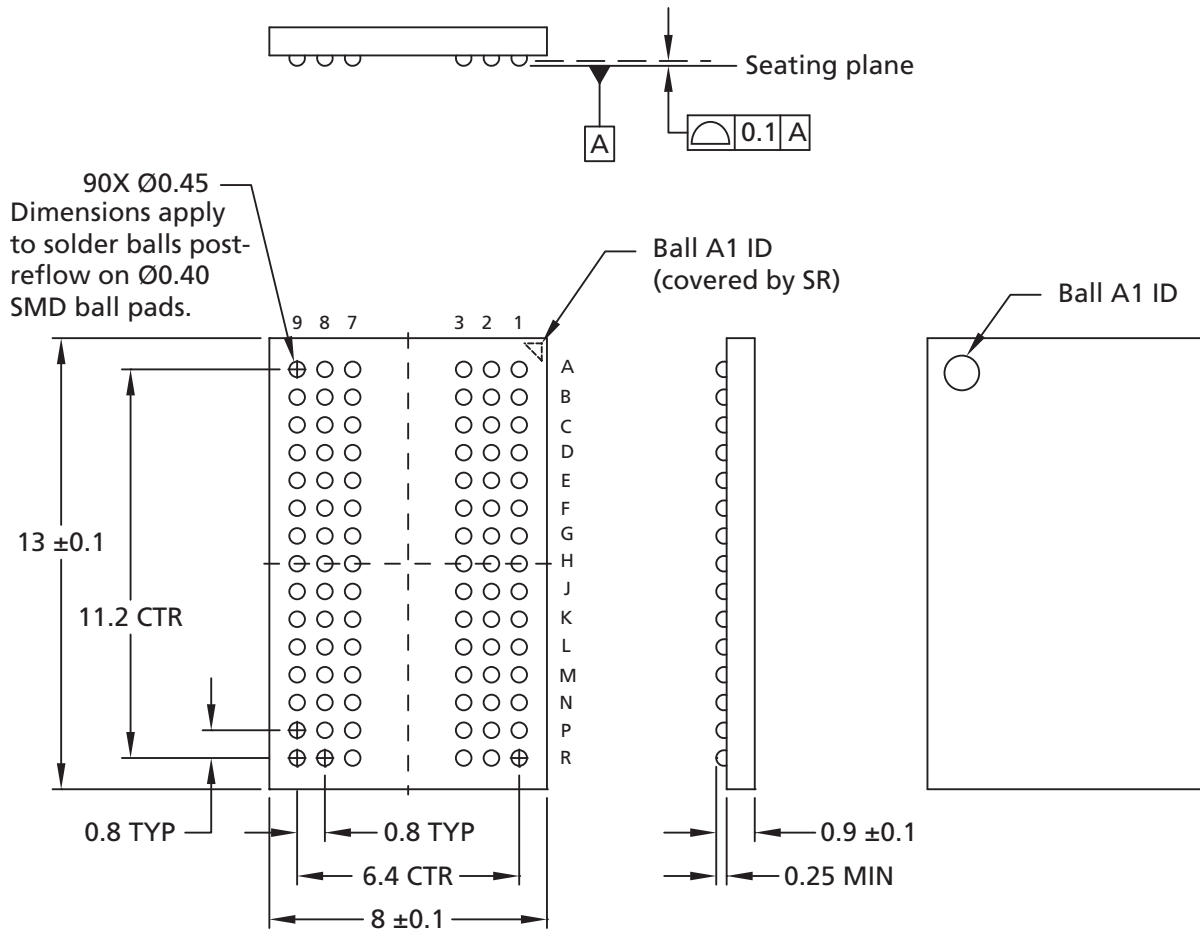 Seating plane
A
0.1 A
90X Ø0.45
Dimensions apply
to solder balls post-
reflow on Ø0.40
SMD ball pads.
Ball A1 ID
(covered by SR)
Ball A1 ID
9 8 7 3 2 1
A
B
C
D
E
F
G
H
J
K
L
M
N
P
R
13 ±0.1
11.2 CTR
0.8 TYP
0.8 TYP
6.4 CTR
8 ±0.1
0.9 ±0.1
0.25 MIN